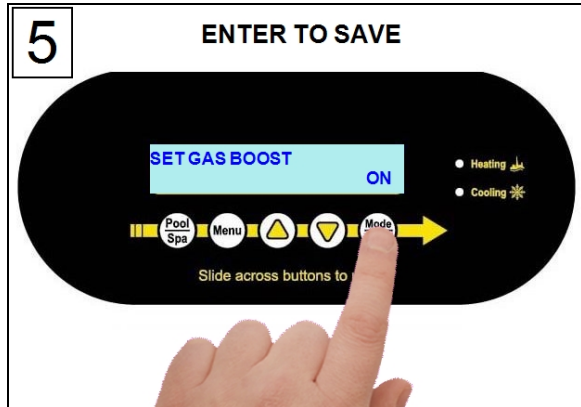 5
ENTER TO SAVE
SET GAS BOOST
ON
Heating
Cooling
Pool
Spa
Menu
Mode
Slide across buttons to